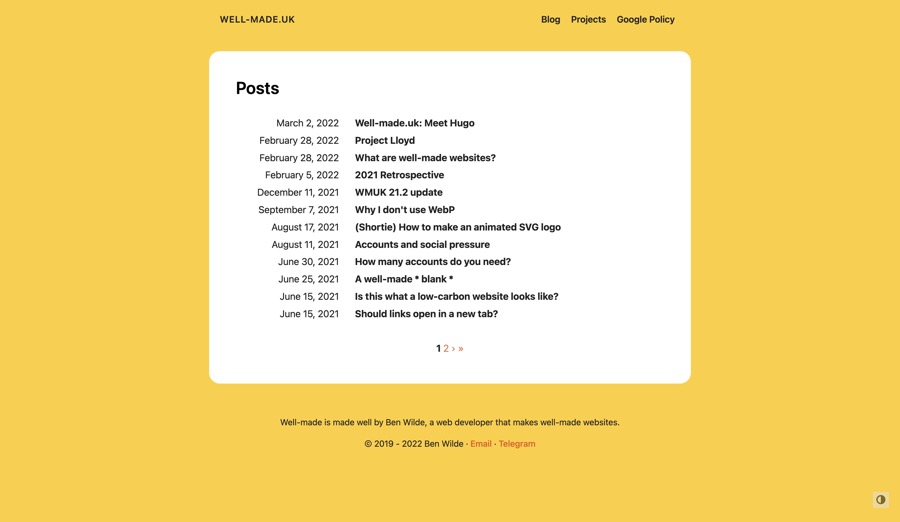 WELL-MADE.UK Blog Projects Google Policy
Posts
March 2, 2022 Well-made.uk: Meet Hugo
February 28, 2022 Project Lloyd
February 28, 2022 What are well-made websites?
February 5, 2022 2021 Retrospective
December 11, 2021 WMUK 21.2 update
September 7, 2021 Why I don't use WebP
August 17, 2021 (Shortie) How to make an animated SVG logo
August 11, 2021 Accounts and social pressure
June 30, 2021 How many accounts do you need?
June 25, 2021 A well-made * blank *
June 15, 2021 Is this what a low-carbon website looks like?
June 15, 2021 Should links open in a new tab?
1 2 › »
Well-made is made well by Ben Wilde, a web developer that makes well-made websites.
© 2019 - 2022 Ben Wilde · Email · Telegram